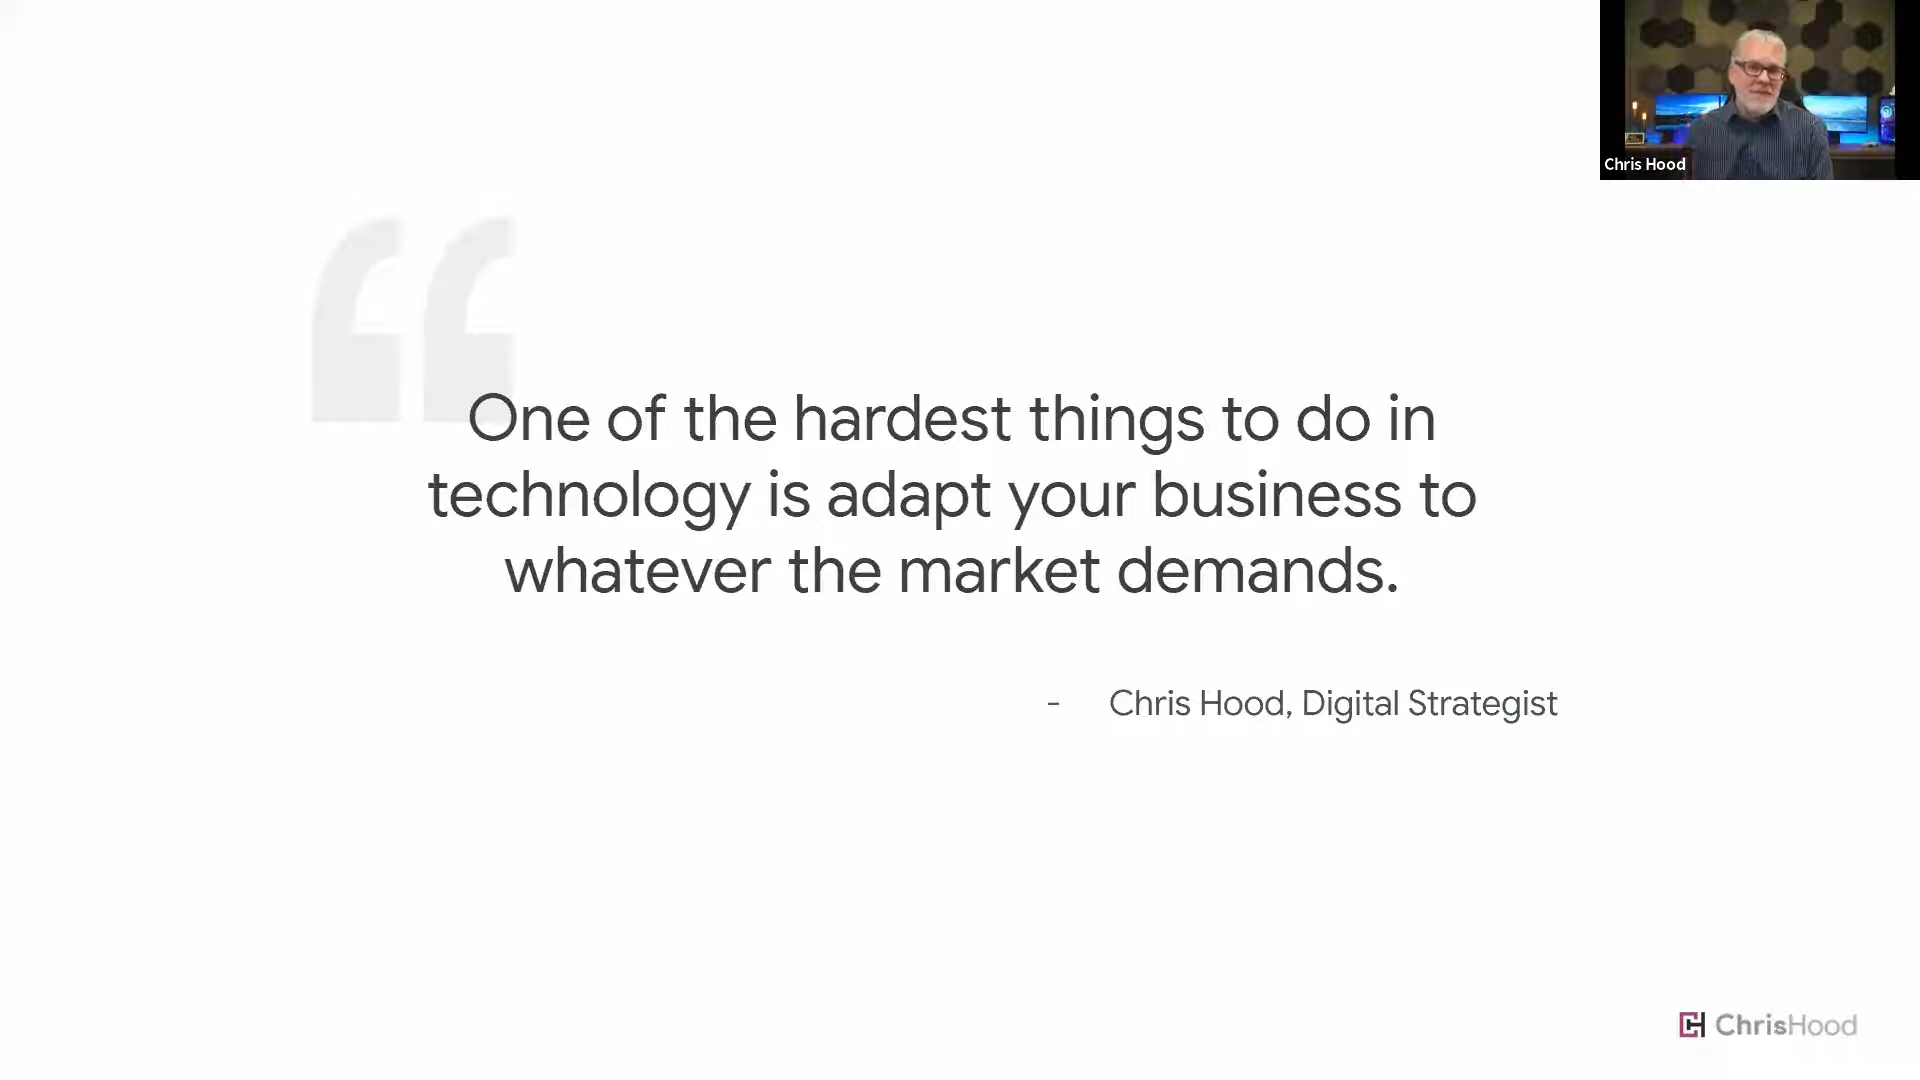 Chris Hood
One of the hardest things to do in
technology is adapt your business to
whatever the market demands.
- Chris Hood, Digital Strategist
ChrisHood